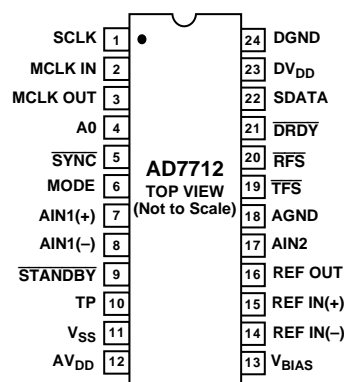 SCLK 1 24 DGND
MCLK IN 2 23 DVDD
MCLK OUT 3 22 SDATA
A0 4 21 DRDY
SYNC 5 20 RFS
MODE 6 19 TFS
AIN1(+) 7 18 AGND
AIN1(–) 8 17 AIN2
STANDBY 9 16 REF OUT
TP 10 15 REF IN(+)
VSS 11 14 REF IN(–)
AVDD 12 13 VBIAS
AD7712
TOP VIEW
(Not to Scale)